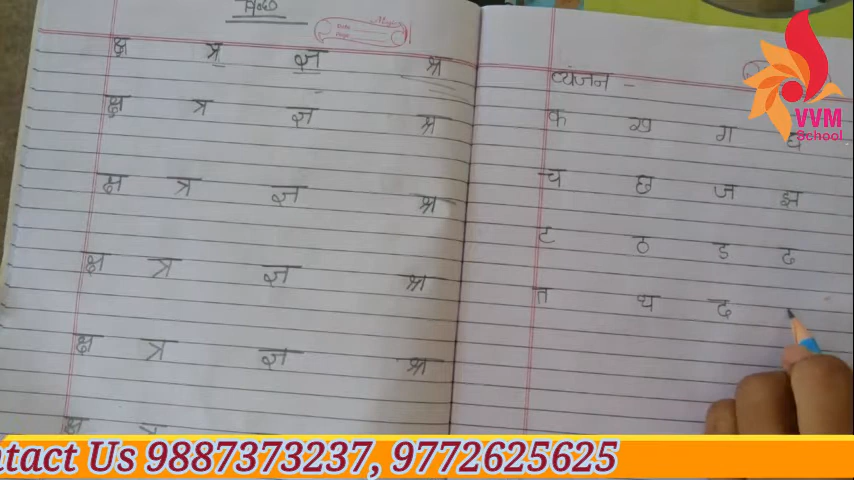 क्ष त्र ज्ञ श्र
क्ष त्र ज्ञ श्र
क्ष त्र ज्ञ श्र
क्ष त्र ज्ञ श्र
क्ष त्र ज्ञ श्र
व्यंजन -
क ख ग घ
च छ ज झ
ट ठ ड ढ
त थ द
VVM
School
ntact Us 9887373237, 9772625625